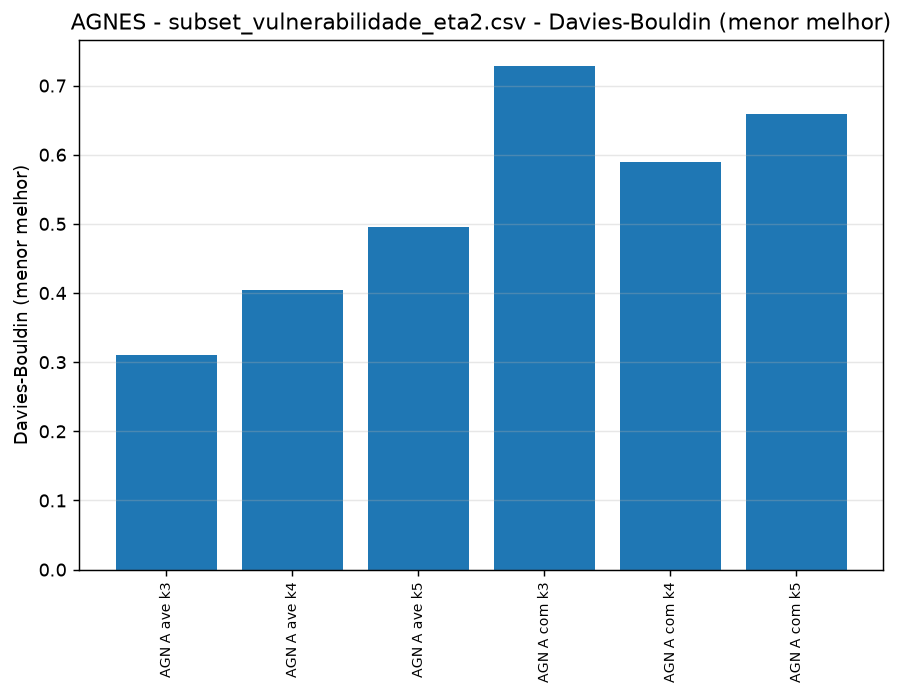 AGNES - subset_vulnerabilidade_eta2.csv - Davies-Bouldin (menor melhor)
Davies-Bouldin (menor melhor)
0.7
0.6
0.5
0.4
0.3
0.2
0.1
0.0
AGN A ave k3
AGN A ave k4
AGN A ave k5
AGN A com k3
AGN A com k4
AGN A com k5